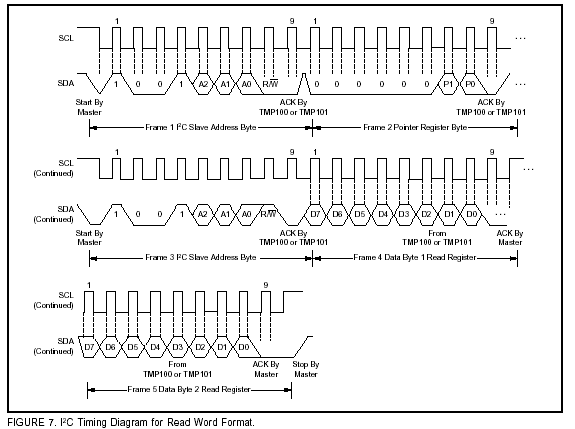 1 9 1 9
SCL ...
SDA 1 0 0 1 A2 A1 A0 R/W 0 0 0 0 0 0 P1 P0 ...
Start By Master ACK By TMP100 or TMP101 ACK By TMP100 or TMP101
Frame 1 I²C Slave Address Byte Frame 2 Pointer Register Byte
1 9 1 9
SCL (Continued) ...
SDA (Continued) 1 0 0 1 A2 A1 A0 R/W D7 D6 D5 D4 D3 D2 D1 D0 ...
Start By Master ACK By TMP100 or TMP101 From TMP100 or TMP101 ACK By Master
Frame 3 I²C Slave Address Byte Frame 4 Data Byte 1 Read Register
1 9
SCL (Continued)
SDA (Continued) D7 D6 D5 D4 D3 D2 D1 D0
From TMP100 or TMP101 ACK By Master Stop By Master
Frame 5 Data Byte 2 Read Register
FIGURE 7. I²C Timing Diagram for Read Word Format.